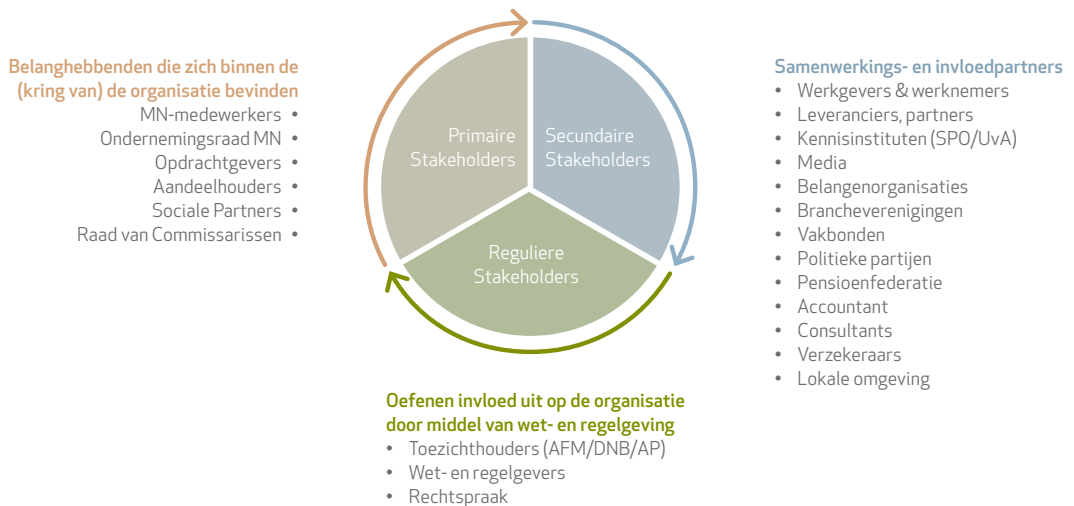 Belanghebbenden die zich binnen de
(kring van) de organisatie bevinden
MN-medewerkers •
Ondernemingsraad MN •
Opdrachtgevers •
Aandeelhouders •
Sociale Partners •
Raad van Commissarissen •
Primaire
Stakeholders
Secundaire
Stakeholders
Reguliere
Stakeholders
Samenwerkings- en invloedpartners
• Werkgevers & werknemers
• Leveranciers, partners
• Kennisinstituten (SPO/UvA)
• Media
• Belangenorganisaties
• Brancheverenigingen
• Vakbonden
• Politieke partijen
• Pensioenfederatie
• Accountant
• Consultants
• Verzekeraars
• Lokale omgeving
Oefenen invloed uit op de organisatie
door middel van wet- en regelgeving
• Toezichthouders (AFM/DNB/AP)
• Wet- en regelgevers
• Rechtspraak